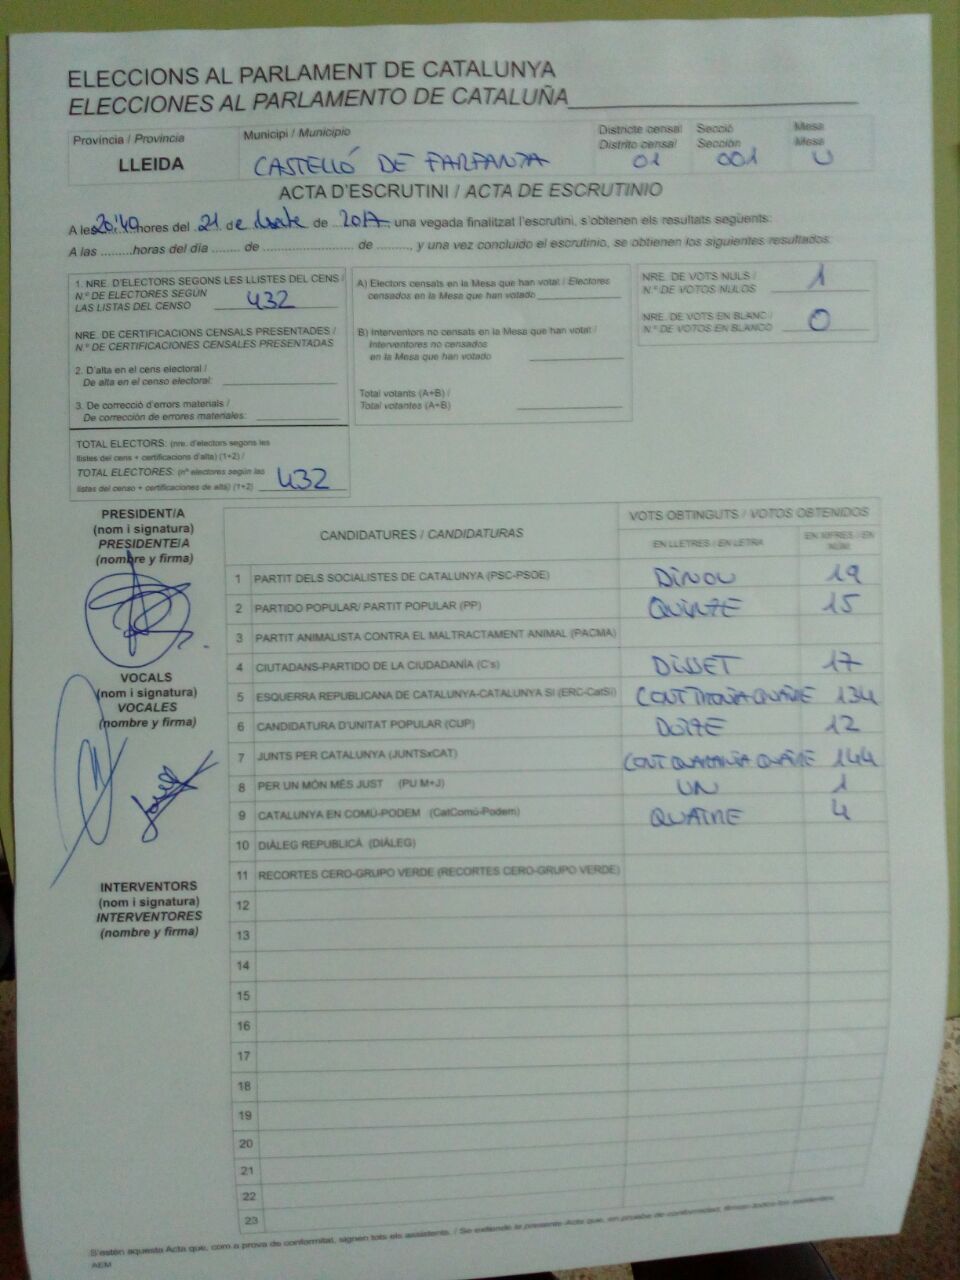 ELECCIONS AL PARLAMENT DE CATALUNYA
ELECCIONES AL PARLAMENTO DE CATALUÑA
Província / Provincia
LLEIDA
Municipi / Municipio
CASTELLÓ DE FARFANYA
Districte censal
Distrito censal
01
Secció
Sección
001
Mesa
Mesa
U
ACTA D'ESCRUTINI / ACTA DE ESCRUTINIO
A les 20:40 hores del 21 de de 2017 una vegada finalitzat l'escrutini, s'obtenen els resultats següents:
A las .........horas del día ........ de .......................... de .........., y una vez concluido el escrutinio, se obtienen los siguientes resultados:
1. NRE. D'ELECTORS SEGONS LES LLISTES DEL CENS /
N.º DE ELECTORES SEGÚN
LAS LISTAS DEL CENSO 432
NRE. DE CERTIFICACIONS CENSALS PRESENTADES /
N.º DE CERTIFICACIONES CENSALES PRESENTADAS
2. D'alta en el cens electoral /
De alta en el censo electoral:
3. De correcció d'errors materials /
De corrección de errores materiales:
TOTAL ELECTORS: (nre. d'electors segons les
llistes del cens + certificacions d'alta) (1+2) /
TOTAL ELECTORES: (nº electores según las
listas del censo + certificaciones de alta) (1+2) 432
A) Electors censats en la Mesa que han votat / Electores
censados en la Mesa que han votado
B) Interventors no censats en la Mesa que han votat /
Interventores no censados
en la Mesa que han votado
Total votants (A+B) /
Total votantes (A+B)
NRE. DE VOTS NULS /
N.º DE VOTOS NULOS 1
NRE. DE VOTS EN BLANC /
N.º DE VOTOS EN BLANCO 0
PRESIDENT/A
(nom i signatura)
PRESIDENTE/A
(nombre y firma)
VOCALS
(nom i signatura)
VOCALES
(nombre y firma)
INTERVENTORS
(nom i signatura)
INTERVENTORES
(nombre y firma)
CANDIDATURES / CANDIDATURAS
VOTS OBTINGUTS / VOTOS OBTENIDOS
EN LLETRES / EN LETRA
EN XIFRES / EN NÚM.
1 PARTIT DELS SOCIALISTES DE CATALUNYA (PSC-PSOE) DINOU 19
2 PARTIDO POPULAR/ PARTIT POPULAR (PP) QUINZE 15
3 PARTIT ANIMALISTA CONTRA EL MALTRACTAMENT ANIMAL (PACMA)
4 CIUTADANS-PARTIDO DE LA CIUDADANÍA (C's) DISSET 17
5 ESQUERRA REPUBLICANA DE CATALUNYA-CATALUNYA SÍ (ERC-CatSí) CENT TRENTA QUATRE 134
6 CANDIDATURA D'UNITAT POPULAR (CUP) DOTZE 12
7 JUNTS PER CATALUNYA (JUNTSxCAT) CENT QUARANTA QUATRE 144
8 PER UN MÓN MÉS JUST (PU M+J) UN 1
9 CATALUNYA EN COMÚ-PODEM (CatComú-Podem) QUATRE 4
10 DIÀLEG REPUBLICÀ (DIÀLEG)
11 RECORTES CERO-GRUPO VERDE (RECORTES CERO-GRUPO VERDE)
12
13
14
15
16
17
18
19
20
21
22
23
S'estén aquesta Acta que, com a prova de conformitat, signen tots els assistents. / Se extiende la presente Acta que, en prueba de conformidad, firman todos los asistentes.
AEM